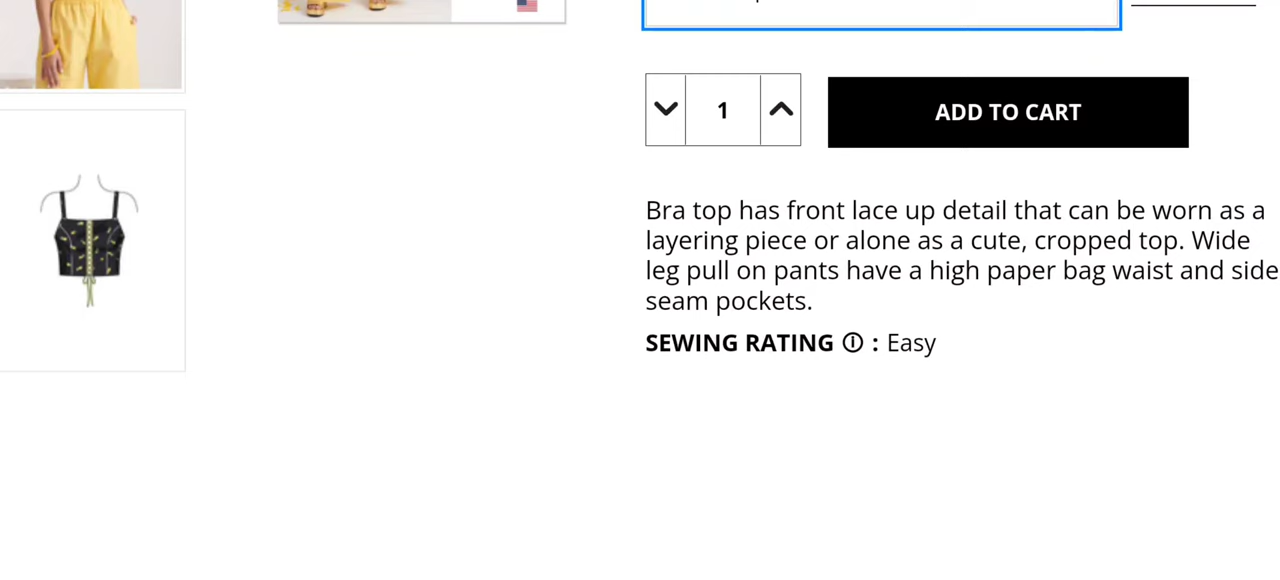 1
ADD TO CART
Bra top has front lace up detail that can be worn as a
layering piece or alone as a cute, cropped top. Wide
leg pull on pants have a high paper bag waist and side
seam pockets.
SEWING RATING ⓘ : Easy